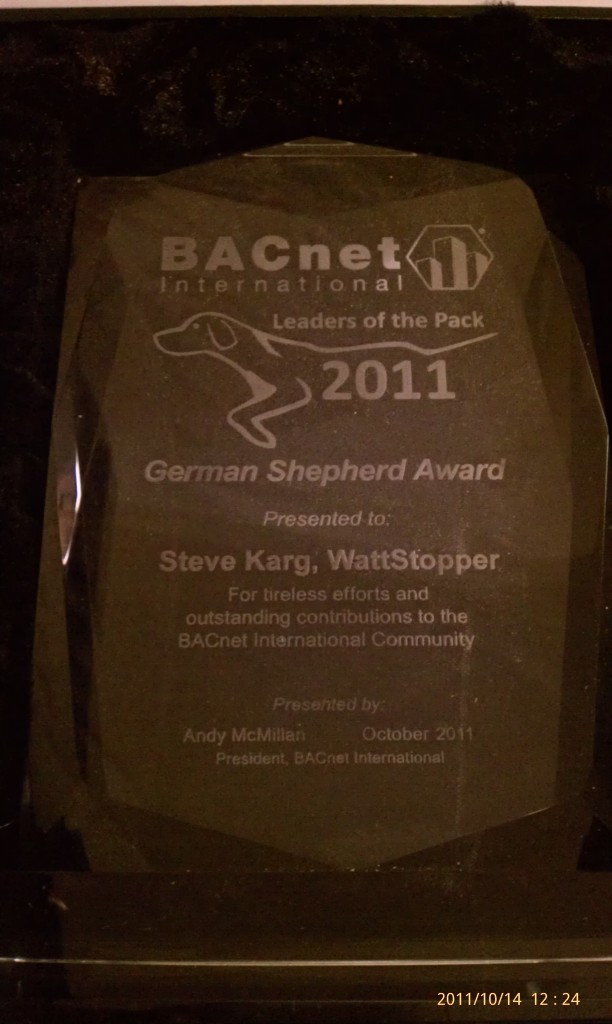 BACnet
International
Leaders of the Pack
2011
German Shepherd Award
Presented to:
Steve Karg, WattStopper
For tireless efforts and
outstanding contributions to the
BACnet International Community
Presented by:
Andy McMillan October 2011
President, BACnet International
2011/10/14 12:24